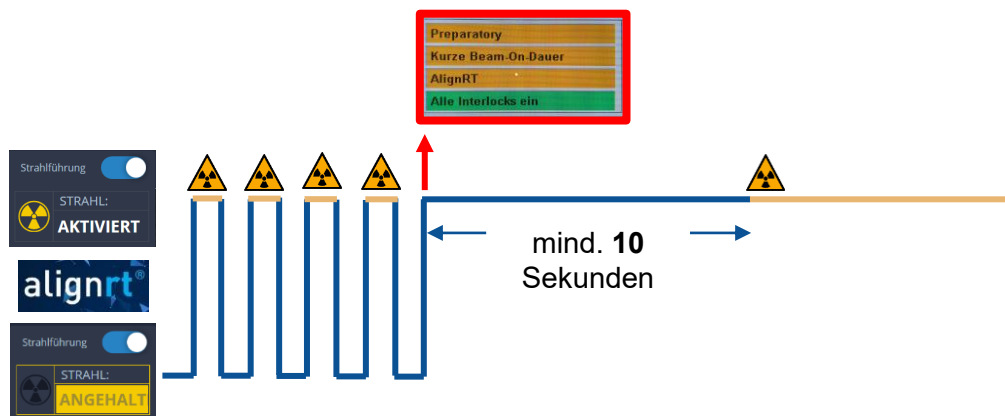 Preparatory
Kurze Beam-On-Dauer
AlignRT
Alle Interlocks ein
Strahlführung
STRAHL:
AKTIVIERT
mind. 10
Sekunden
alignrt®
Strahlführung
STRAHL:
ANGEHALT